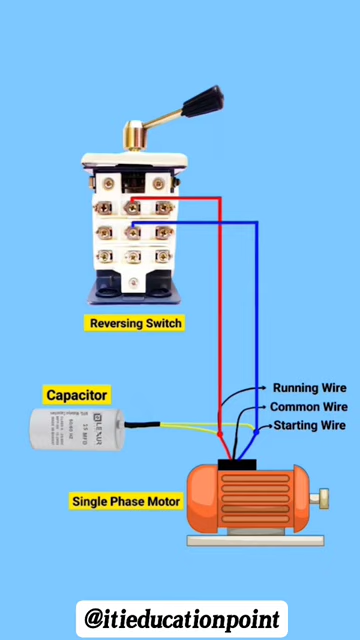 Reversing Switch
Capacitor
Running Wire
Common Wire
Starting Wire
Single Phase Motor
@itieducationpoint